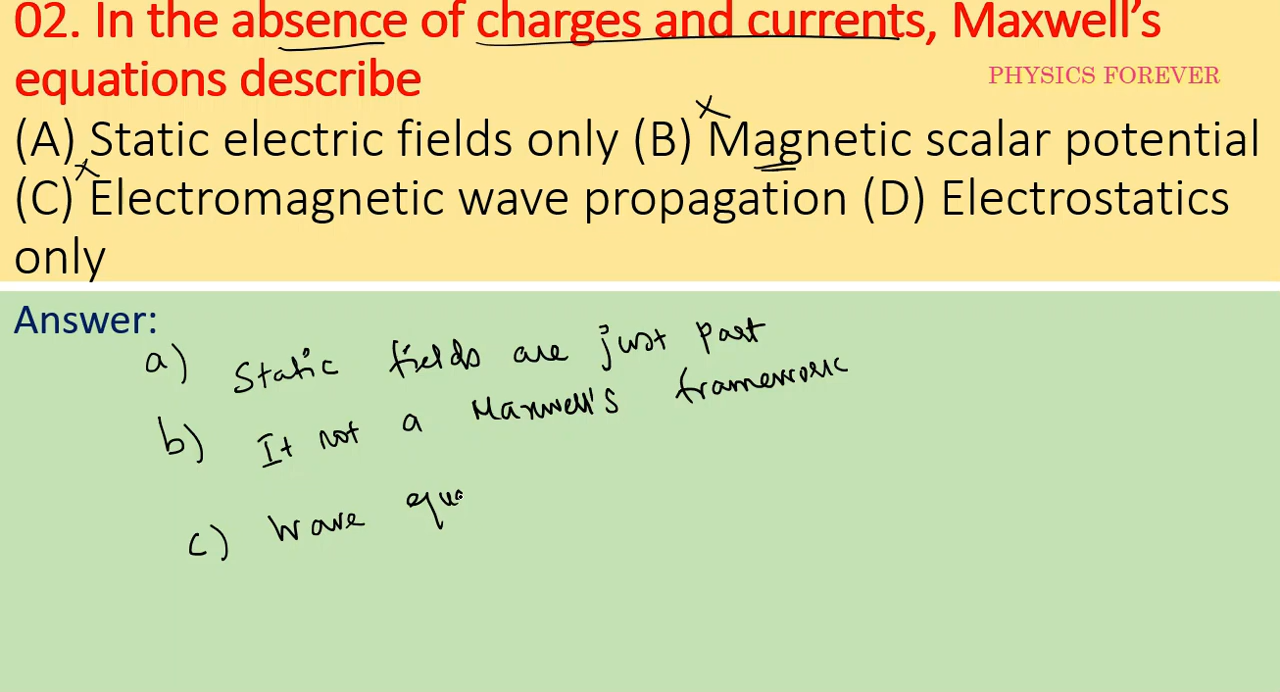 02. In the absence of charges and currents, Maxwell's
equations describe
PHYSICS FOREVER
(A) Static electric fields only (B) Magnetic scalar potential
(C) Electromagnetic wave propagation (D) Electrostatics
only
Answer:
a) Static fields are just part
b) It not a Maxwell's framework
c) Wave equa